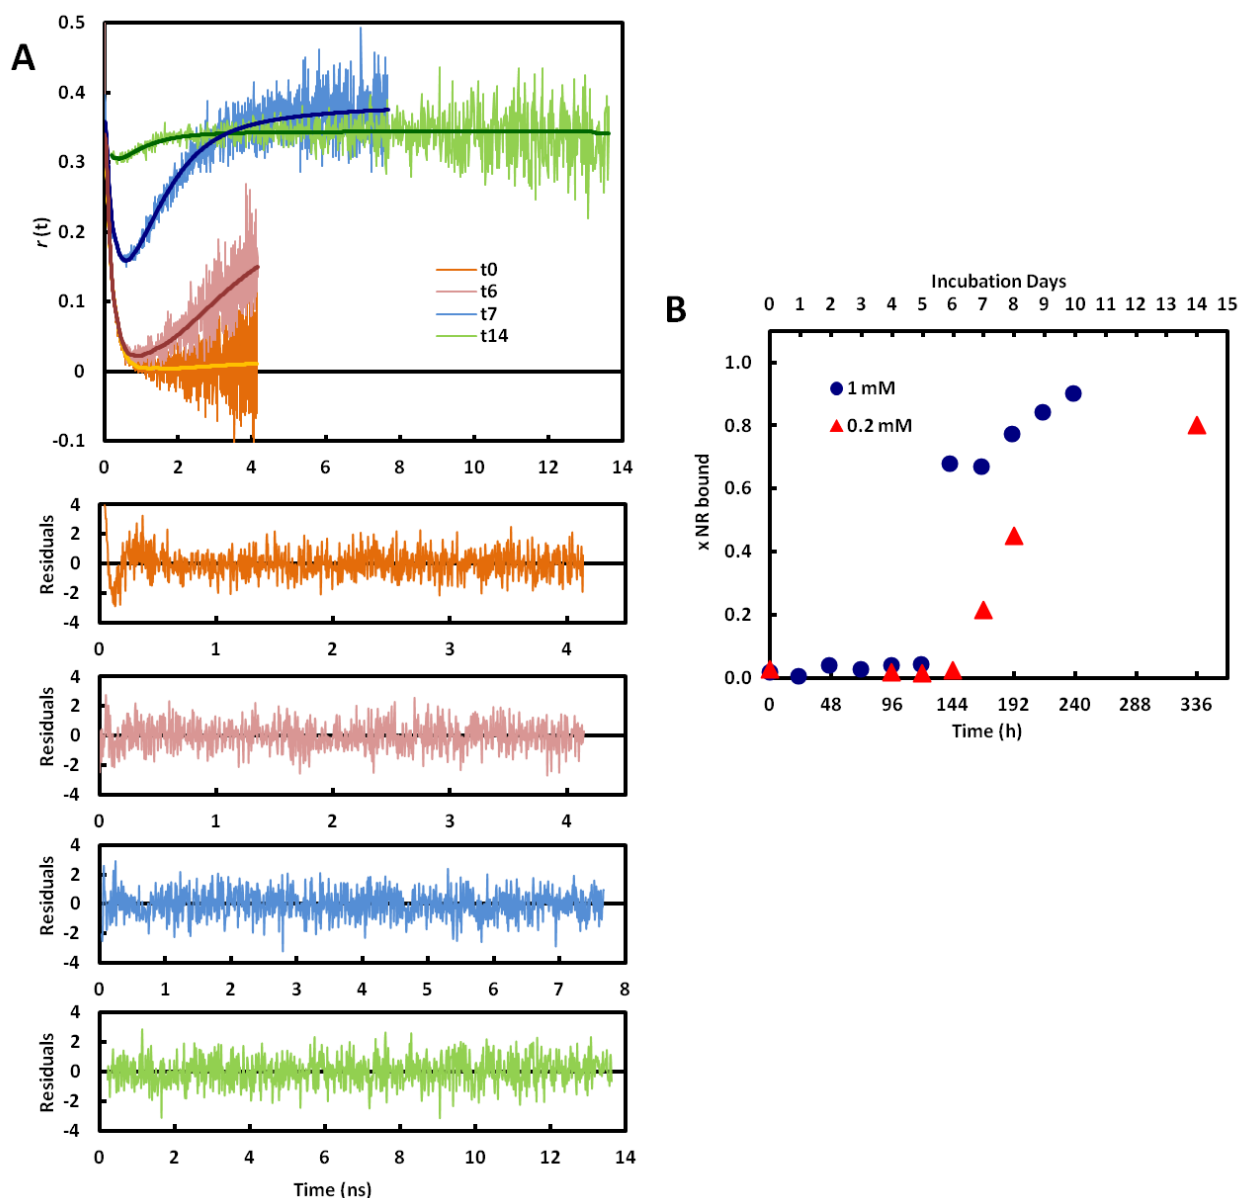 A
0.5
0.4
0.3
0.2
0.1
0
-0.1
r (t)
t0
t6
t7
t14
0 2 4 6 8 10 12 14
Residuals
4
2
0
-2
-4
0 1 2 3 4
Residuals
4
2
0
-2
-4
0 1 2 3 4
Residuals
4
2
0
-2
-4
0 1 2 3 4 5 6 7 8
Residuals
4
2
0
-2
-4
0 2 4 6 8 10 12 14
Time (ns)
B
Incubation Days
0 1 2 3 4 5 6 7 8 9 10 11 12 13 14 15
x NR bound
1.0
0.8
0.6
0.4
0.2
0.0
1 mM
0.2 mM
0 48 96 144 192 240 288 336
Time (h)